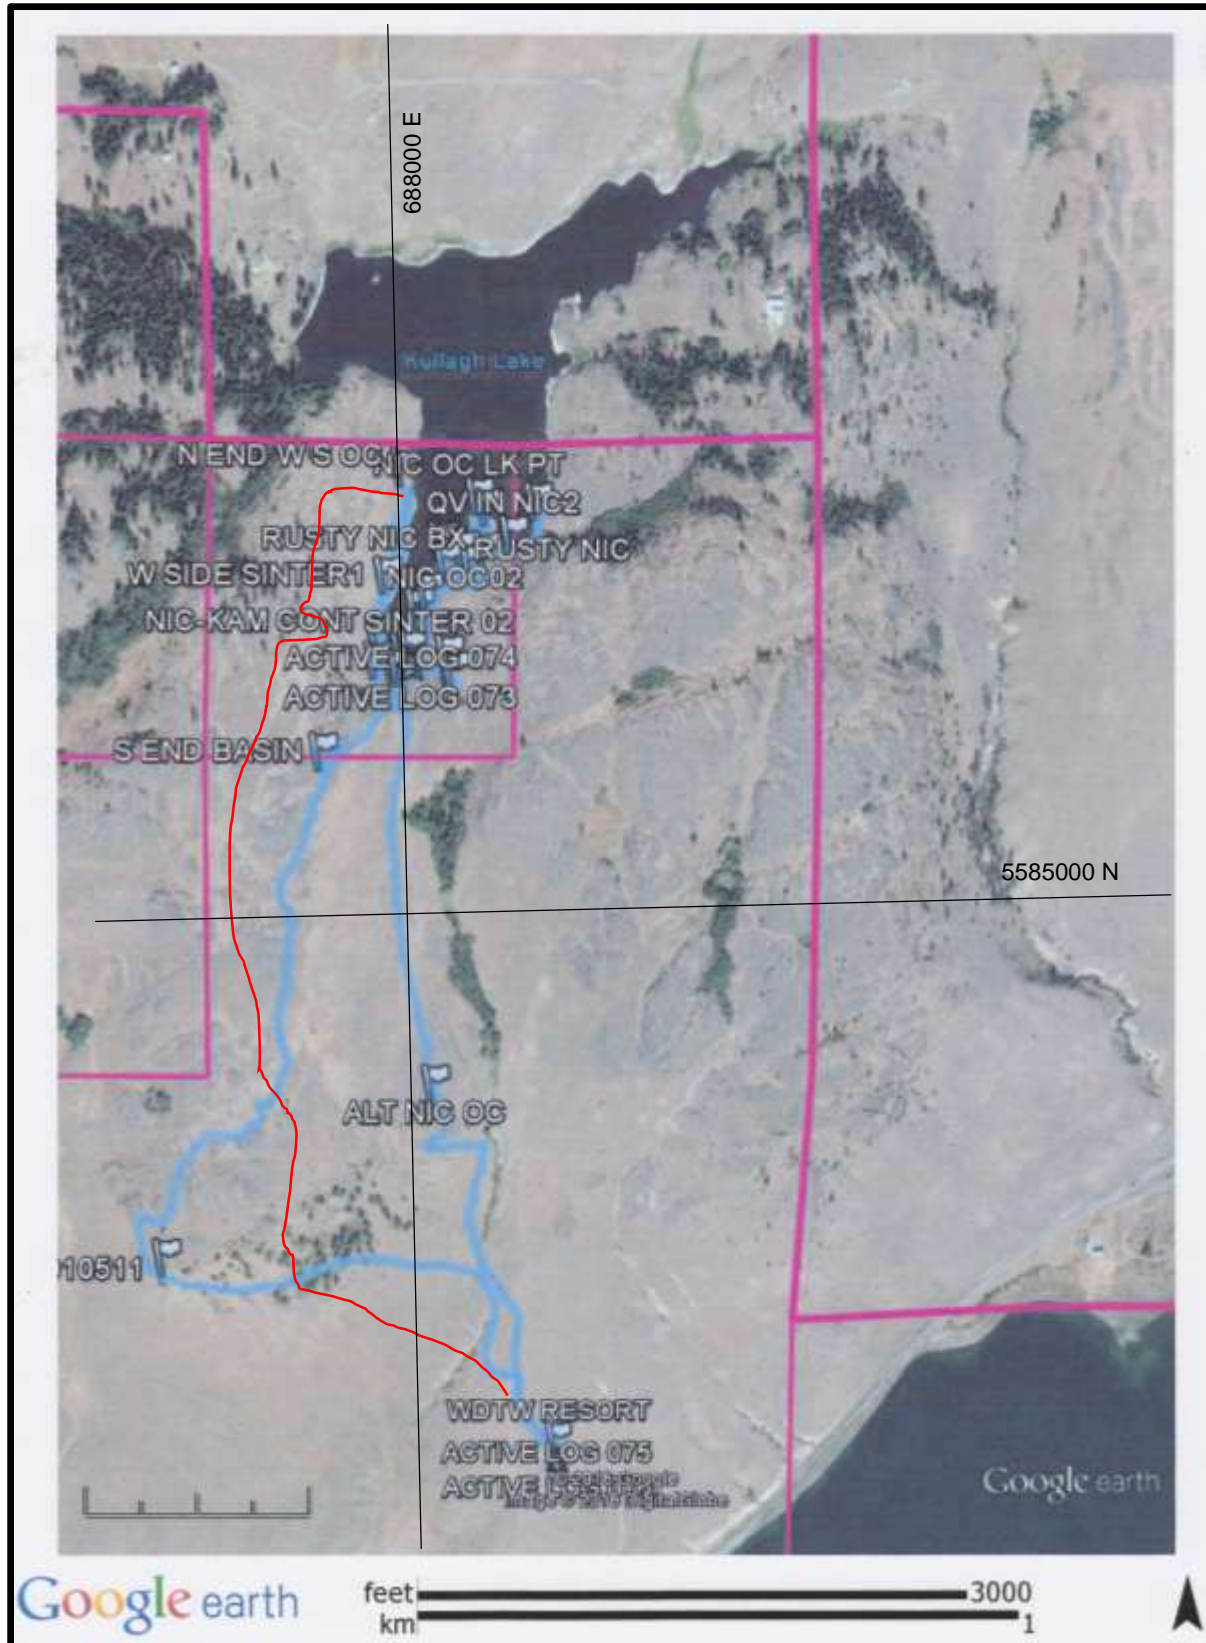 688000 E
Kullagh Lake
N END W S OC
NIC OC LK PT
QV IN NIC2
RUSTY NIC BX
RUSTY NIC
W SIDE SINTER1
NIC OC02
NIC-KAM CONT SINTER 02
ACTIVE LOG 074
ACTIVE LOG 073
S END BASIN
5585000 N
ALT NIC OC
10511
WDTW RESORT
ACTIVE LOG 075
ACTIVE LOG
Google earth
Google earth
feet 3000
km 1